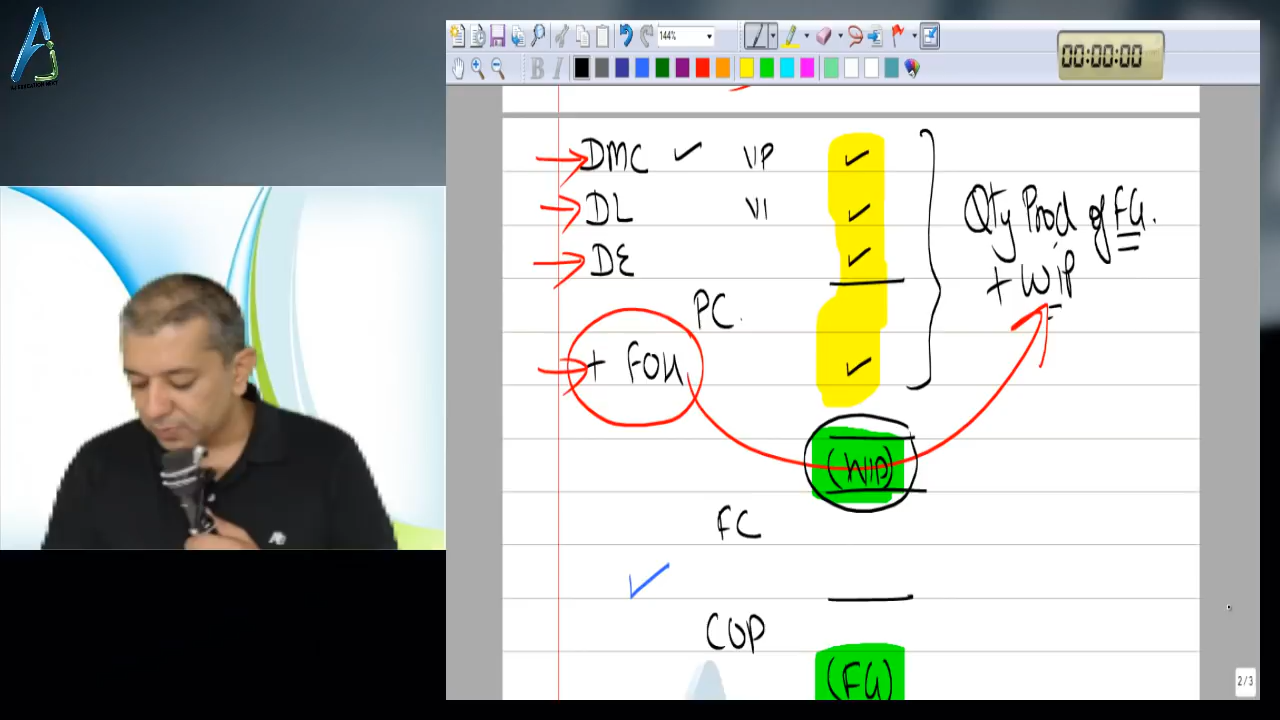 144%
00:00:00
DMC ✓ VP ✓
DL VI ✓
DE ✓
Qty Prod of FG.
+ WIP
PC
+ FOH ✓
(WIP)
FC
COP
(FG)
2/3